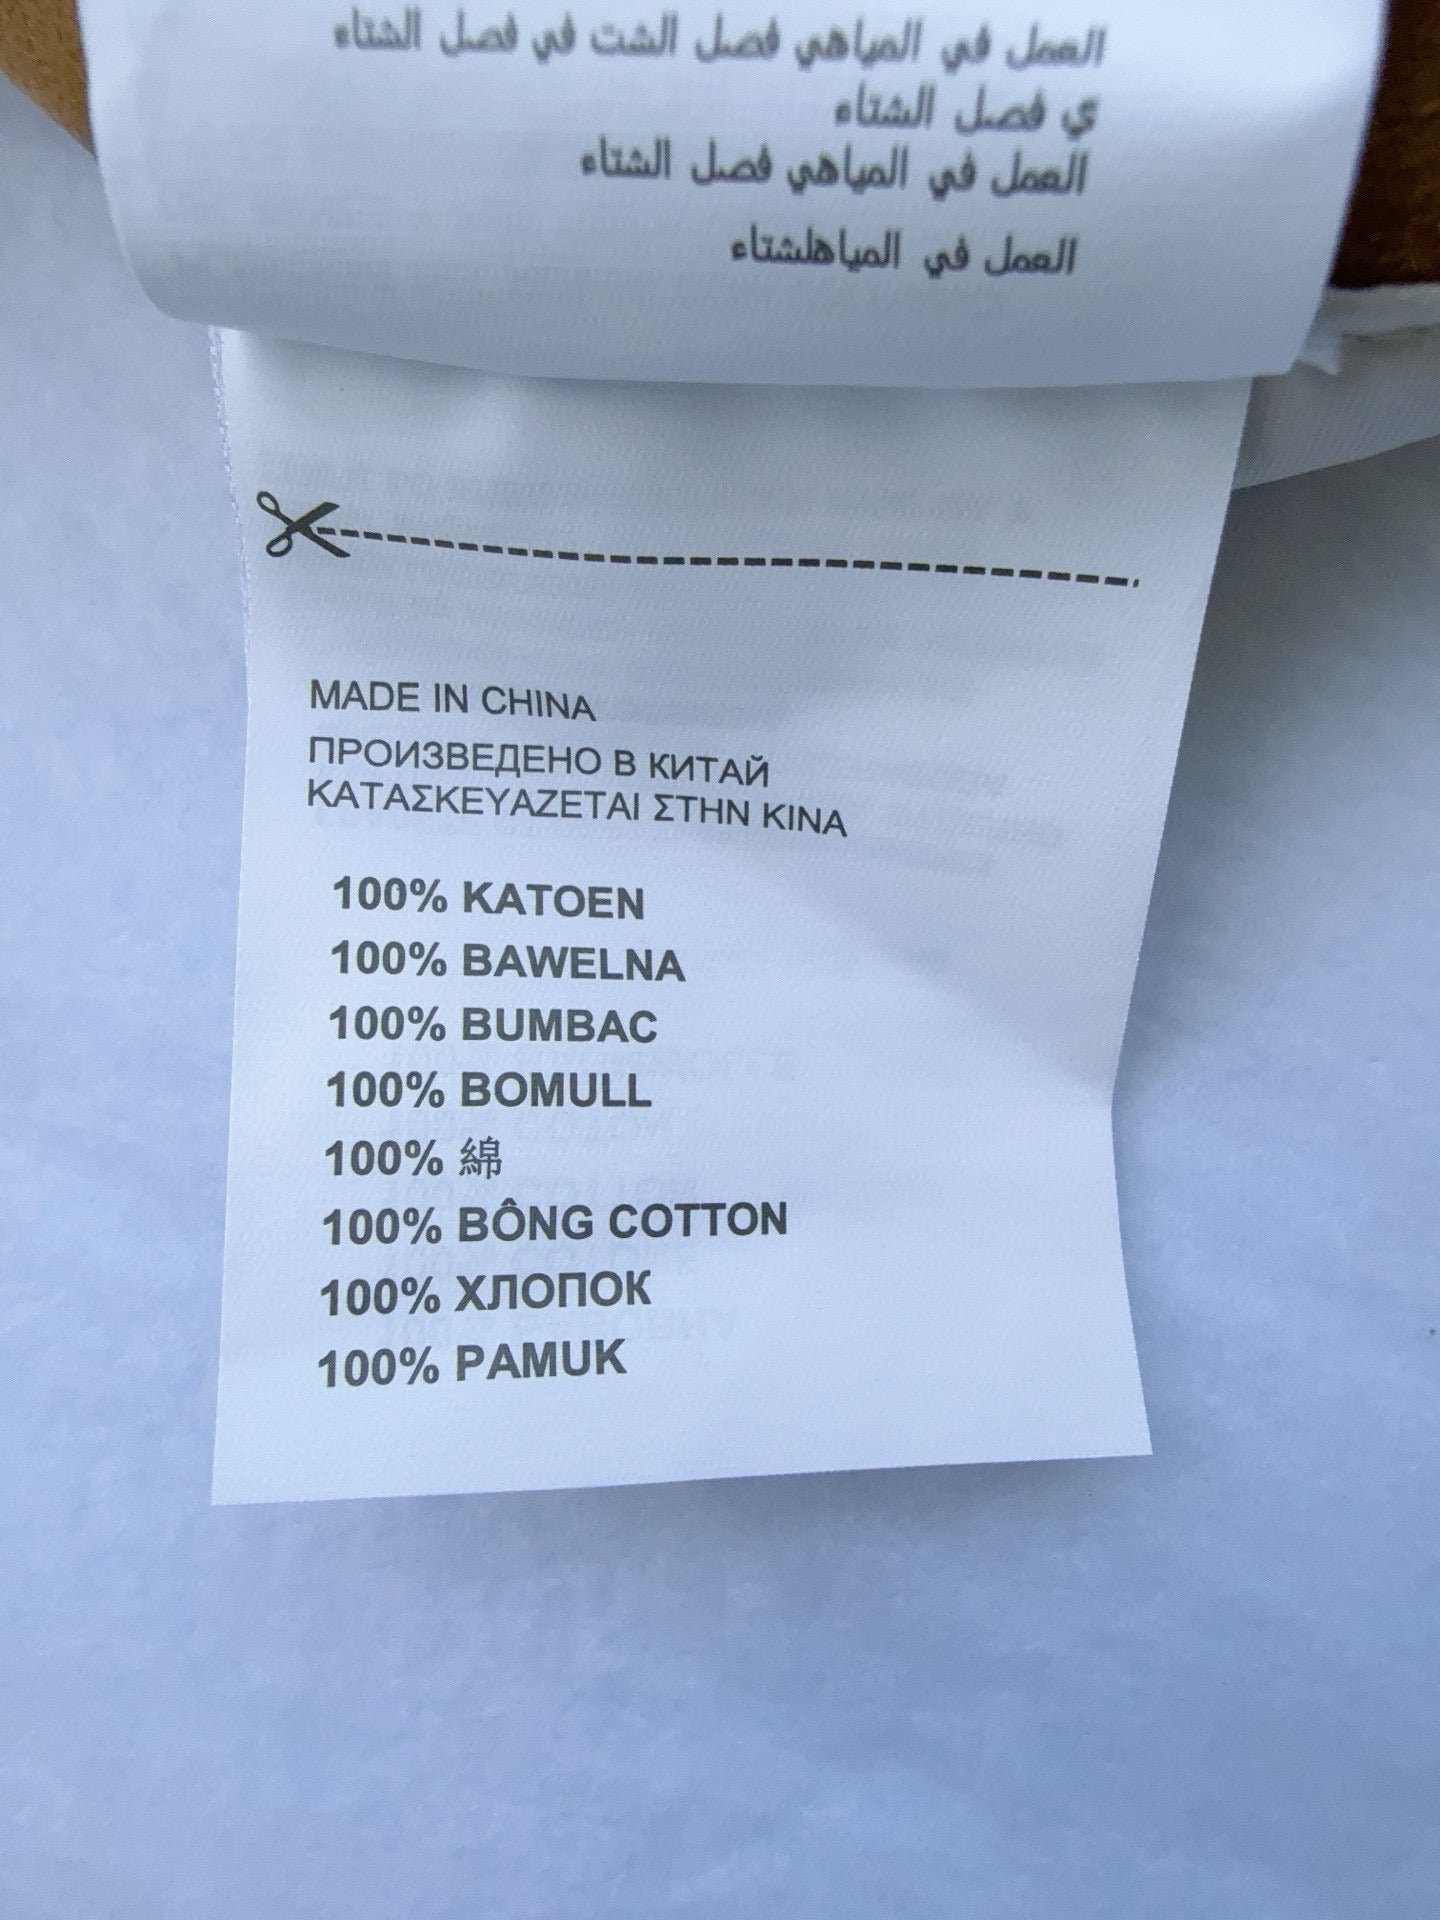 العمل في المياهي فصل الشت في فصل الشتاء
ي فصل الشتاء
العمل في المياهي فصل الشتاء
العمل في المياهلشتاء
MADE IN CHINA
ПРОИЗВЕДЕНО В КИТАЙ
ΚΑΤΑΣΚΕΥΑΖΕΤΑΙ ΣΤΗΝ ΚΙΝΑ
100% KATOEN
100% BAWELNA
100% BUMBAC
100% BOMULL
100% 綿
100% BÔNG COTTON
100% ХЛОПОК
100% PAMUK